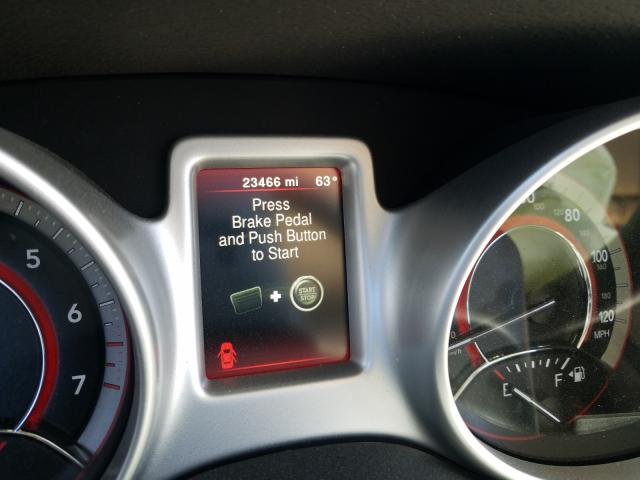 23466 mi 63°
Press
Brake Pedal
and Push Button
to Start
START
STOP
5
6
7
80
100
120
MPH
E
F